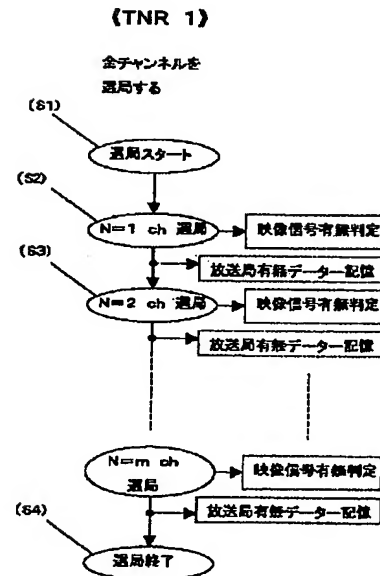 《TNR 1》
全チャンネルを
選局する
(S1)
選局スタート
(S2)
N=1 ch 選局
映像信号有無判定
放送局有無データー記憶
(S3)
N=2 ch 選局
映像信号有無判定
放送局有無データー記憶
N=m ch
選局
映像信号有無判定
放送局有無データー記憶
(S4)
選局終了